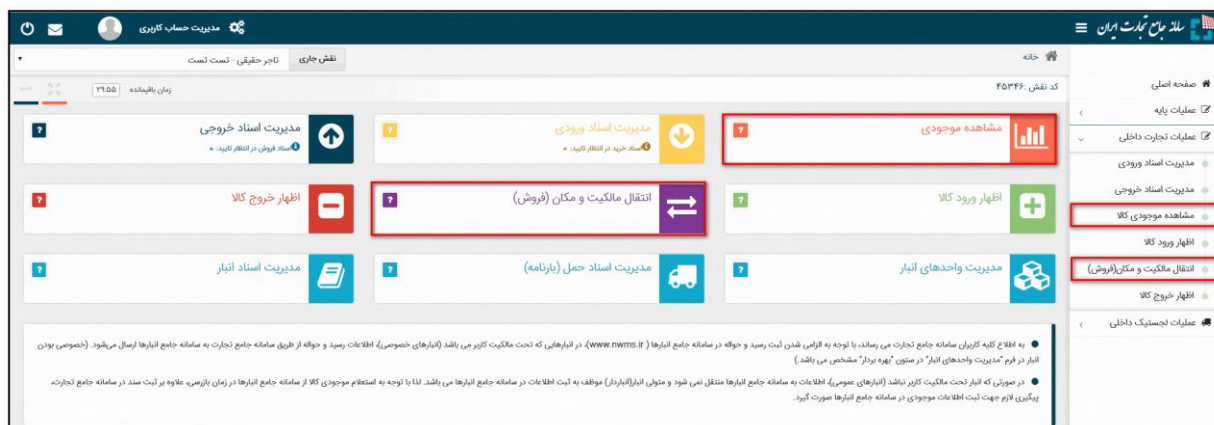 سامانه جامع تجارت ایران
مدیریت حساب کاربری
خانه
نقش جاری
تاجر حقیقی - تست تست
کد نقش :۴۵۳۴۶
زمان باقیمانده ۲۹:۵۵
صفحه اصلی
عملیات پایه
عملیات تجارت داخلی
مدیریت اسناد ورودی
مدیریت اسناد خروجی
مشاهده موجودی کالا
اظهار ورود کالا
انتقال مالکیت و مکان(فروش)
اظهار خروج کالا
عملیات لجستیک داخلی
مشاهده موجودی
?
مدیریت اسناد ورودی
اسناد خرید در انتظار تایید: ۰
?
مدیریت اسناد خروجی
اسناد فروش در انتظار تایید: ۰
?
اظهار ورود کالا
?
انتقال مالکیت و مکان (فروش)
?
اظهار خروج کالا
?
مدیریت واحدهای انبار
?
مدیریت اسناد حمل (بارنامه)
?
مدیریت اسناد انبار
?
به اطلاع کلیه کاربران سامانه جامع تجارت می رساند، با توجه به الزامی شدن ثبت رسید و حواله در سامانه جامع انبارها ( www.nwms.ir)، در انبارهایی که تحت مالکیت کاربر می باشد (انبارهای خصوصی)، اطلاعات رسید و حواله از طریق سامانه جامع تجارت به سامانه جامع انبارها ارسال می‌شود. (خصوصی بودن
انبار در فرم "مدیریت واحدهای انبار" در ستون "بهره بردار" مشخص می باشد.)
در صورتی که انبار تحت مالکیت کاربر نباشد (انبارهای عمومی)، اطلاعات به سامانه جامع انبارها منتقل نمی شود و متولی انبار(انباردار) موظف به ثبت اطلاعات در سامانه جامع انبارها می باشد. لذا با توجه به استعلام موجودی کالا از سامانه جامع انبارها در زمان بازرسی، علاوه بر ثبت سند در سامانه جامع تجارت،
پیگیری لازم جهت ثبت اطلاعات موجودی در سامانه جامع انبارها صورت گیرد.